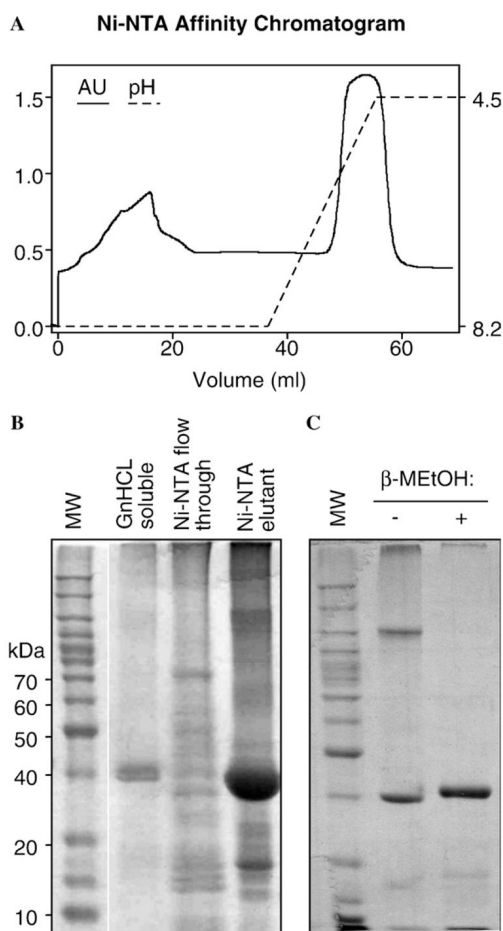 A
Ni-NTA Affinity Chromatogram
AU pH
1.5
1.0
0.5
0.0
4.5
8.2
0 20 40 60
Volume (ml)
B
MW
GnHCL soluble
Ni-NTA flow through
Ni-NTA elutant
kDa
70
60
50
40
20
10
C
β-MEtOH:
MW
- +